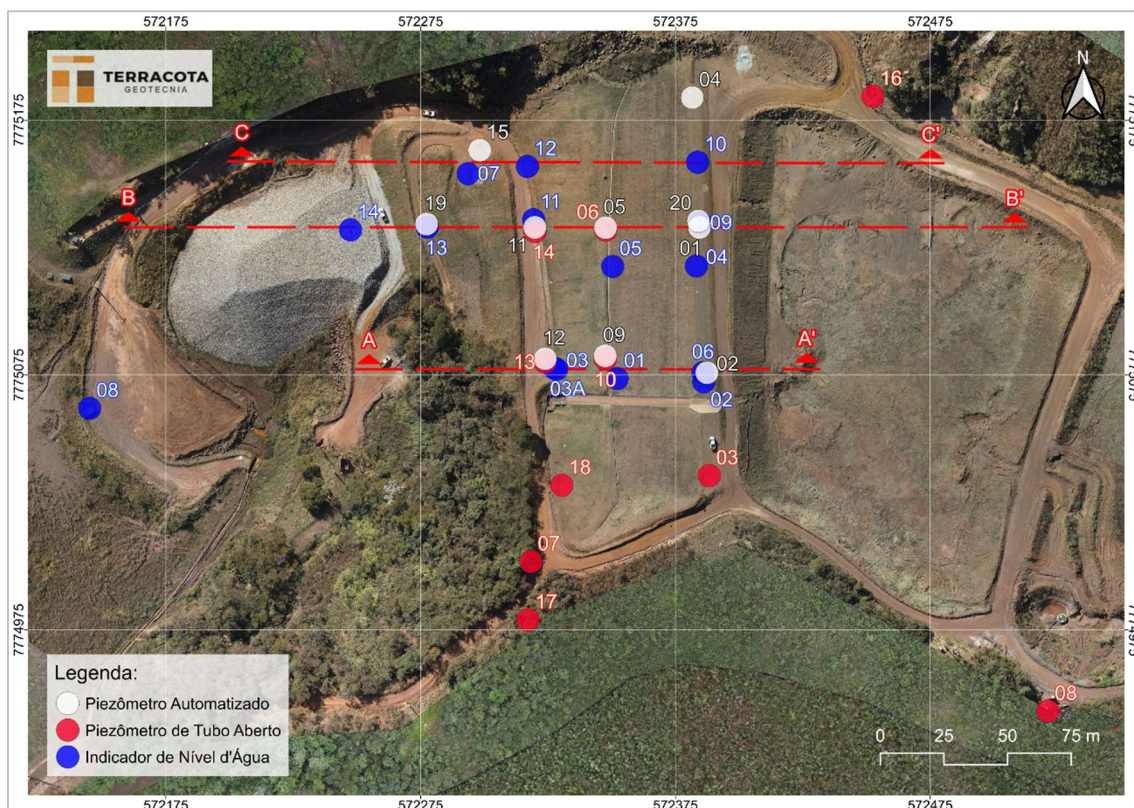 572175 572275 572375 572475
TERRACOTA
GEOTECNIA
N
7775175
7775175
04
16
15
C
C'
12
10
07
B
B'
19
11
05
20
14
06
09
13
11
14
05
01
04
A
A'
12
09
06
02
13
03
01
7775075
7775075
03A
10
02
08
18
03
07
17
7774975
7774975
08
Legenda:
Piezômetro Automatizado
Piezômetro de Tubo Aberto
Indicador de Nível d'Água
0 25 50 75 m
572175 572275 572375 572475